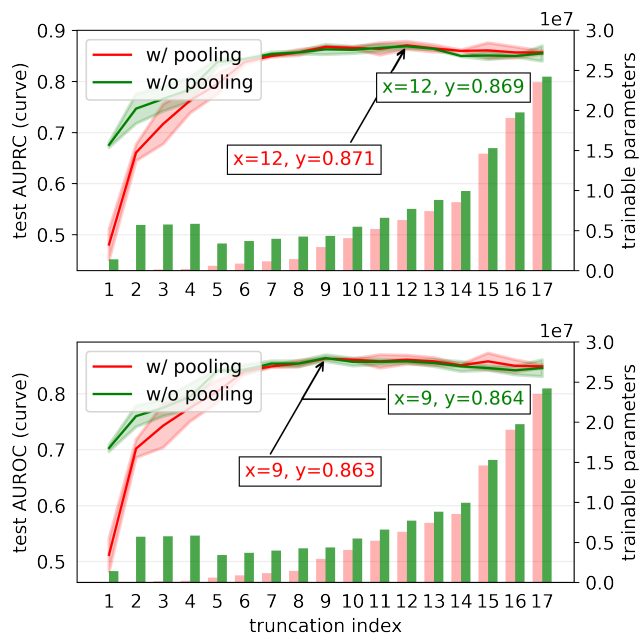 1e7
0.9
0.8
0.7
0.6
0.5
test AUPRC (curve)
w/ pooling
w/o pooling
x=12, y=0.869
x=12, y=0.871
3.0
2.5
2.0
1.5
1.0
0.5
0.0
trainable parameters
1 2 3 4 5 6 7 8 9 10 11 12 13 14 15 16 17
1e7
0.8
0.7
0.6
0.5
test AUROC (curve)
w/ pooling
w/o pooling
x=9, y=0.864
x=9, y=0.863
3.0
2.5
2.0
1.5
1.0
0.5
0.0
trainable parameters
1 2 3 4 5 6 7 8 9 10 11 12 13 14 15 16 17
truncation index